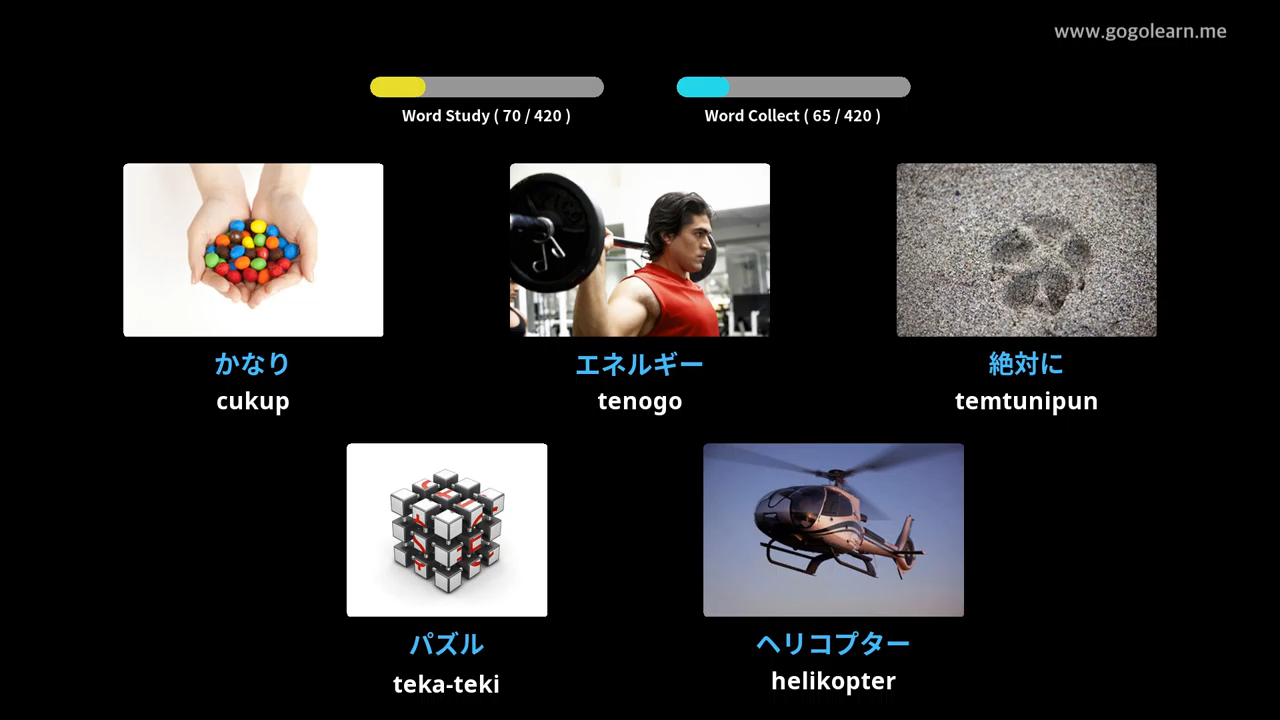 www.gogolearn.me
Word Study ( 70 / 420 )
Word Collect ( 65 / 420 )
かなり
cukup
エネルギー
tenogo
絶対に
temtunipun
パズル
teka-teki
ヘリコプター
helikopter